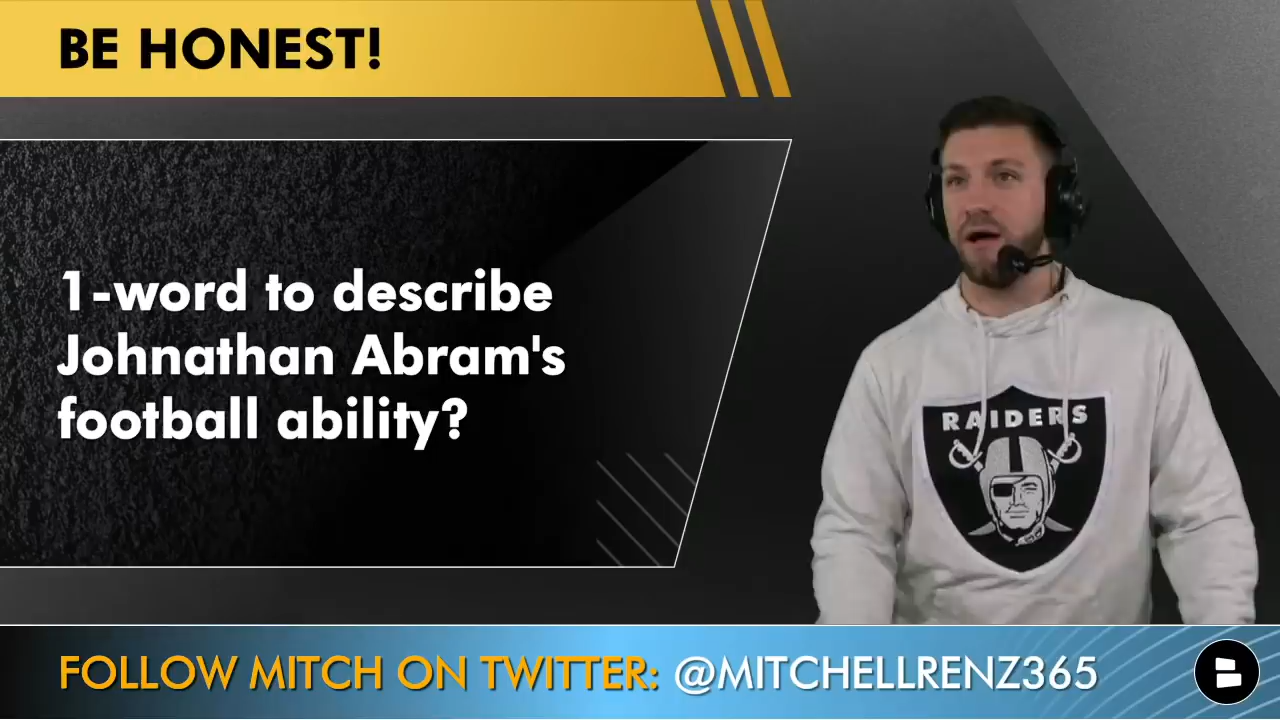 BE HONEST!
1-word to describe
Johnathan Abram's
football ability?
RAIDERS
FOLLOW MITCH ON TWITTER: @MITCHELLRENZ365